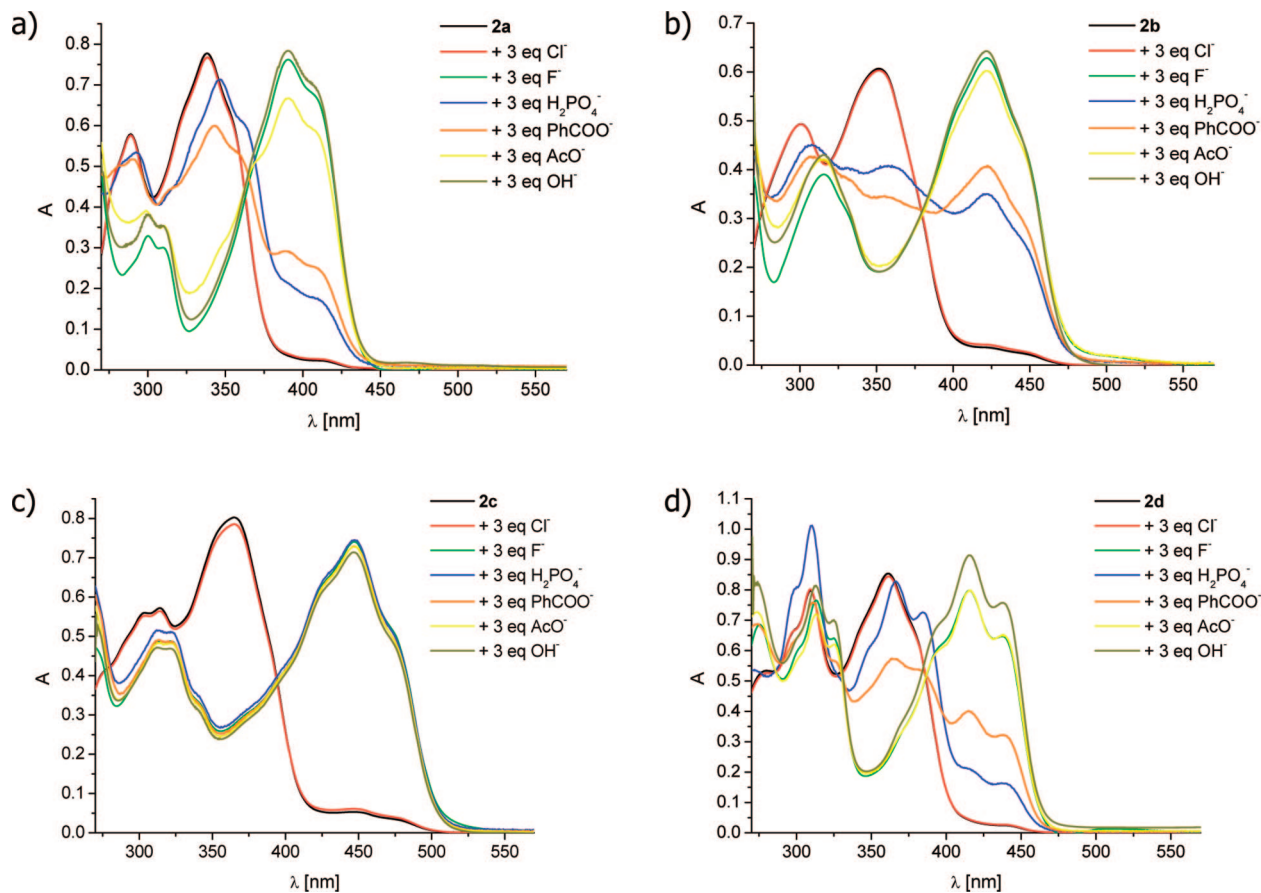 a)
2a
+ 3 eq Cl⁻
+ 3 eq F⁻
+ 3 eq H₂PO₄⁻
+ 3 eq PhCOO⁻
+ 3 eq AcO⁻
+ 3 eq OH⁻
A
0.8
0.7
0.6
0.5
0.4
0.3
0.2
0.1
0.0
300 350 400 450 500 550
λ [nm]
b)
2b
+ 3 eq Cl⁻
+ 3 eq F⁻
+ 3 eq H₂PO₄⁻
+ 3 eq PhCOO⁻
+ 3 eq AcO⁻
+ 3 eq OH⁻
A
0.7
0.6
0.5
0.4
0.3
0.2
0.1
0.0
300 350 400 450 500 550
λ [nm]
c)
2c
+ 3 eq Cl⁻
+ 3 eq F⁻
+ 3 eq H₂PO₄⁻
+ 3 eq PhCOO⁻
+ 3 eq AcO⁻
+ 3 eq OH⁻
A
0.8
0.7
0.6
0.5
0.4
0.3
0.2
0.1
0.0
300 350 400 450 500 550
λ [nm]
d)
2d
+ 3 eq Cl⁻
+ 3 eq F⁻
+ 3 eq H₂PO₄⁻
+ 3 eq PhCOO⁻
+ 3 eq AcO⁻
+ 3 eq OH⁻
A
1.1
1.0
0.9
0.8
0.7
0.6
0.5
0.4
0.3
0.2
0.1
0.0
300 350 400 450 500 550
λ [nm]